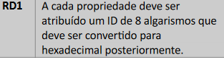 RD1 A cada propriedade deve ser
atribuído um ID de 8 algarismos que
deve ser convertido para
hexadecimal posteriormente.